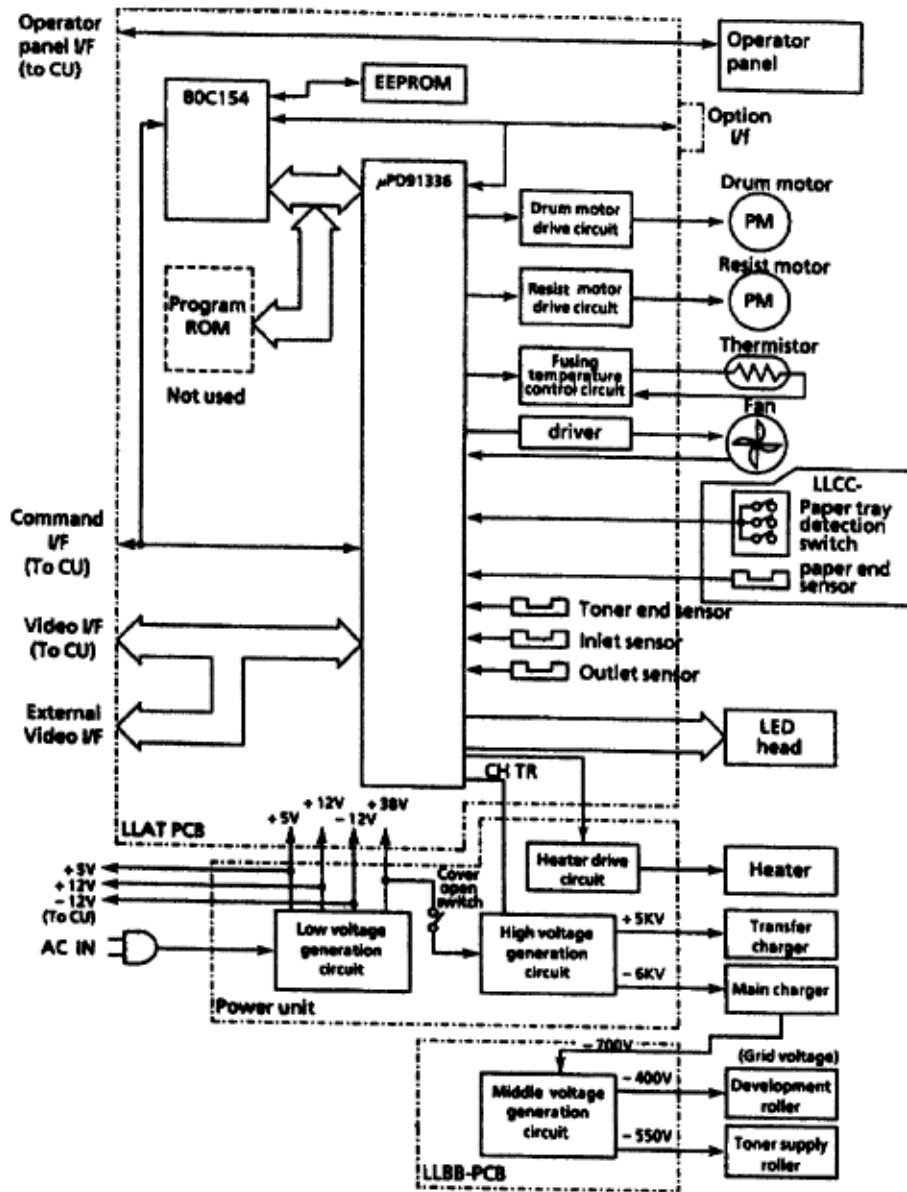 Operator
panel I/F
(to CU)
Operator
panel
80C154
EEPROM
Option
I/f
μPD91336
Drum motor
Drum motor
drive circuit
PM
Resist motor
Resist motor
drive circuit
PM
Program
ROM
Not used
Thermistor
Fusing
temperature
control circuit
Fan
driver
LLCC-
Paper tray
detection
switch
paper end
sensor
Command
I/F
(To CU)
Toner end sensor
Inlet sensor
Outlet sensor
Video I/F
(To CU)
External
Video I/F
LED
head
CH TR
LLAT PCB
+5V
+12V
-12V
+38V
+5V
+12V
-12V
(To CU)
Cover
open
switch
Heater drive
circuit
Heater
AC IN
Low voltage
generation
circuit
High voltage
generation
circuit
+5KV
Transfer
charger
-6KV
Main charger
Power unit
-700V
(Grid voltage)
Middle voltage
generation
circuit
-400V
Development
roller
-550V
Toner supply
roller
LLBB-PCB